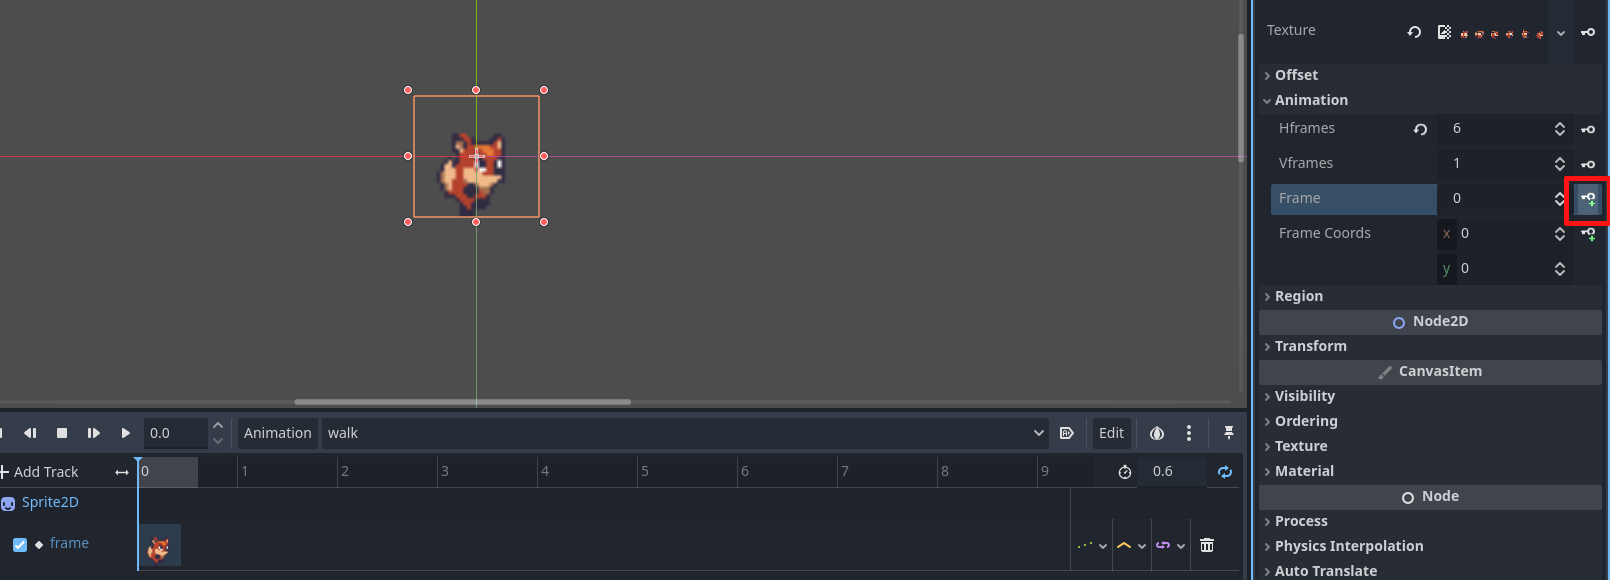 Texture
Offset
Animation
Hframes 6
Vframes 1
Frame 0
Frame Coords x 0
y 0
Region
Node2D
Transform
CanvasItem
Visibility
Ordering
Texture
Material
Node
Process
Physics Interpolation
Auto Translate
0.0 Animation walk Edit
Add Track 0 1 2 3 4 5 6 7 8 9 0.6
Sprite2D
frame